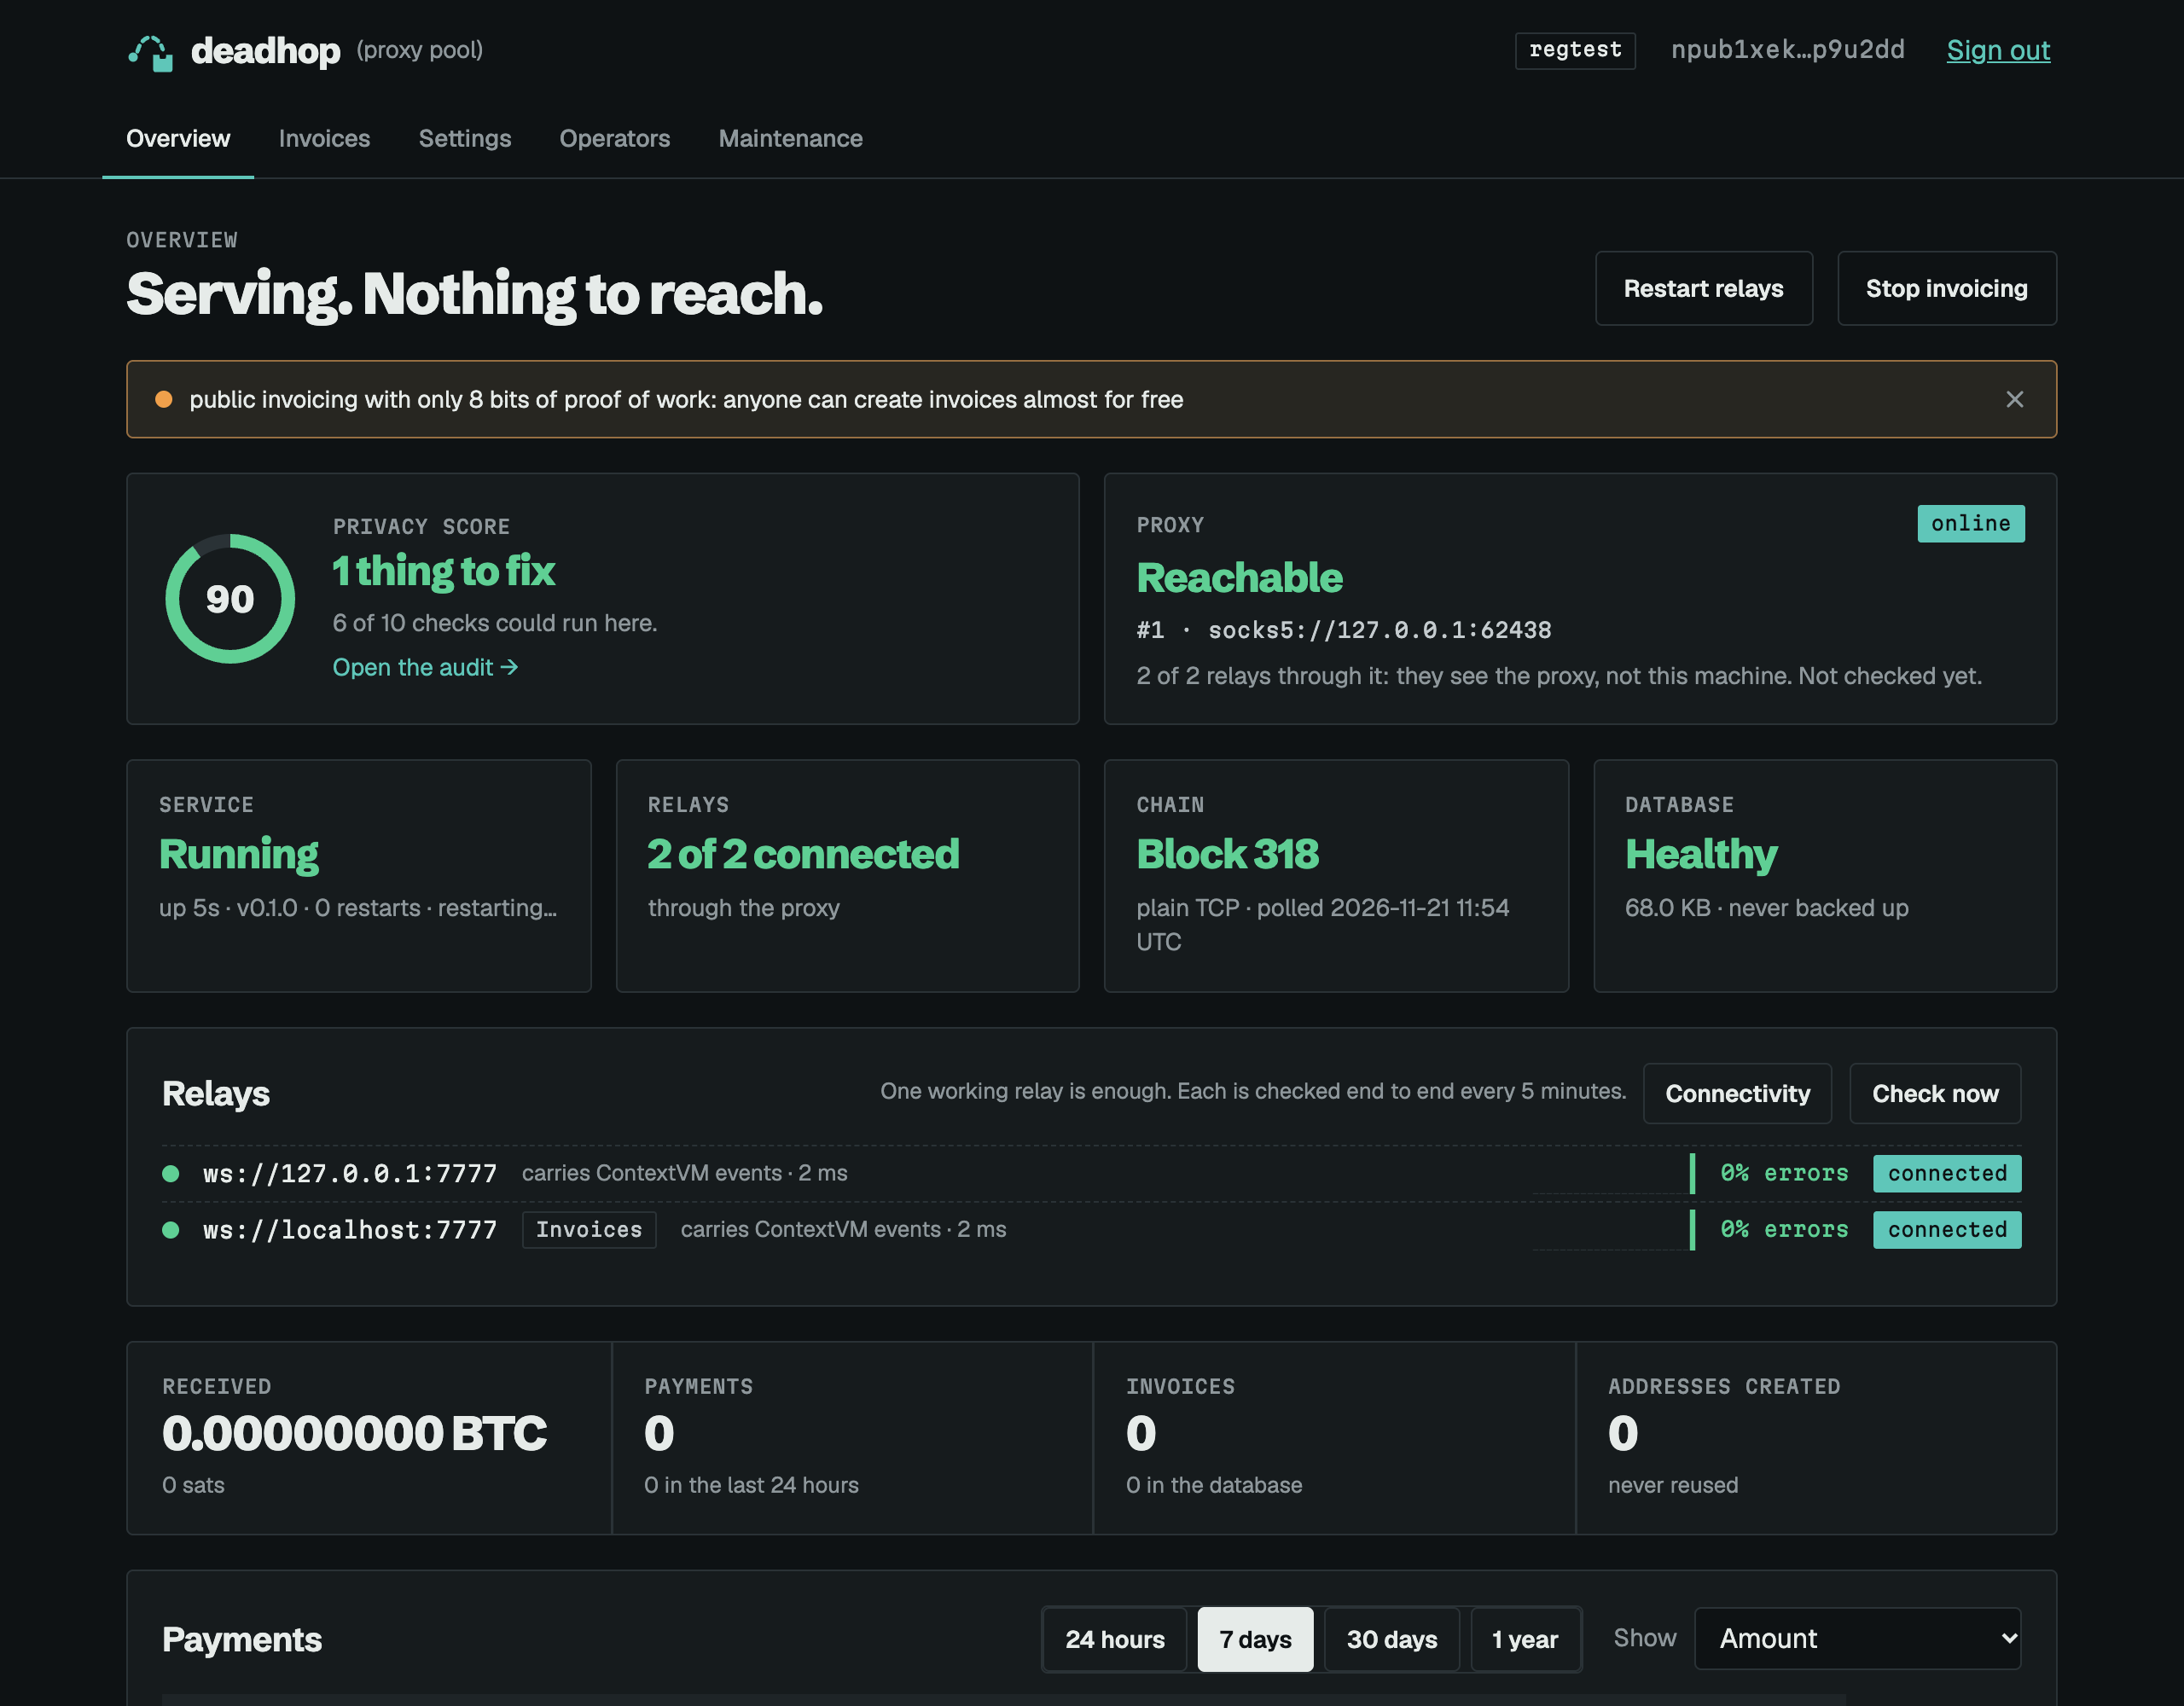 deadhop (proxy pool)
regtest npub1xek…p9u2dd Sign out
Overview Invoices Settings Operators Maintenance
OVERVIEW
Serving. Nothing to reach.
Restart relays Stop invoicing
public invoicing with only 8 bits of proof of work: anyone can create invoices almost for free
90
PRIVACY SCORE
1 thing to fix
6 of 10 checks could run here.
Open the audit →
PROXY
online
Reachable
#1 · socks5://127.0.0.1:62438
2 of 2 relays through it: they see the proxy, not this machine. Not checked yet.
SERVICE
Running
up 5s · v0.1.0 · 0 restarts · restarting…
RELAYS
2 of 2 connected
through the proxy
CHAIN
Block 318
plain TCP · polled 2026-11-21 11:54
UTC
DATABASE
Healthy
68.0 KB · never backed up
Relays
One working relay is enough. Each is checked end to end every 5 minutes.
Connectivity Check now
ws://127.0.0.1:7777 carries ContextVM events · 2 ms 0% errors connected
ws://localhost:7777 Invoices carries ContextVM events · 2 ms 0% errors connected
RECEIVED
0.00000000 BTC
0 sats
PAYMENTS
0
0 in the last 24 hours
INVOICES
0
0 in the database
ADDRESSES CREATED
0
never reused
Payments
24 hours 7 days 30 days 1 year Show Amount